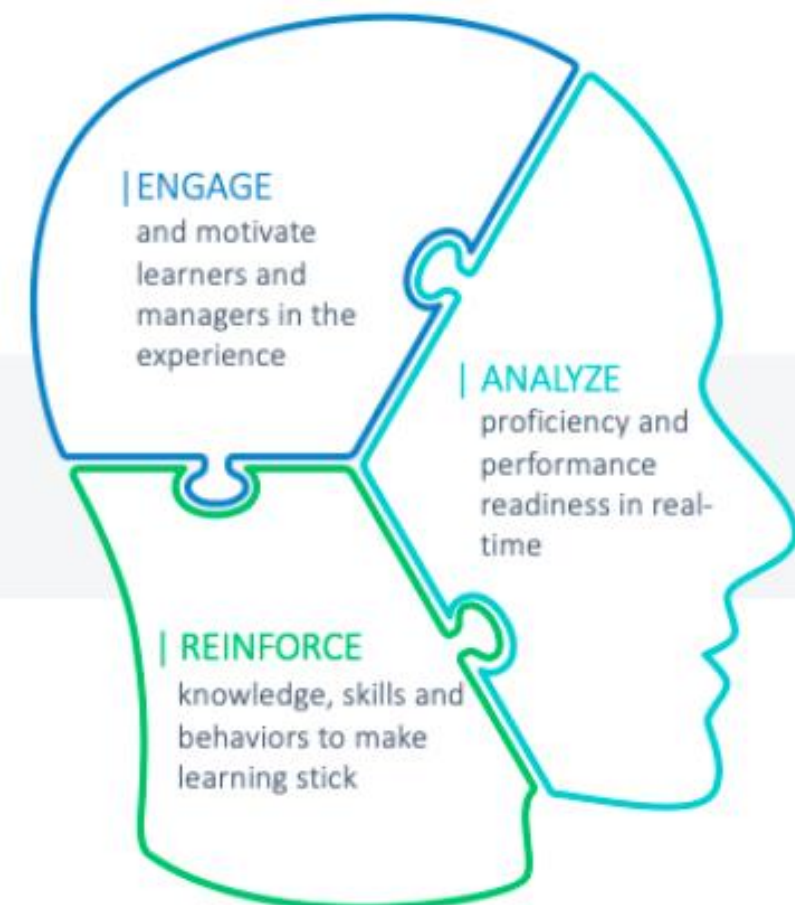 | ENGAGE
and motivate
learners and
managers in the
experience
| ANALYZE
proficiency and
performance
readiness in real-
time
| REINFORCE
knowledge, skills and
behaviors to make
learning stick